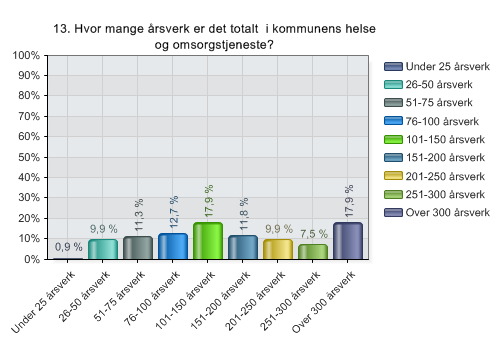 13. Hvor mange årsverk er det totalt  i kommunens helse
og omsorgstjeneste?
100%
90%
80%
70%
60%
50%
40%
30%
20%
10%
0%
0,9 %
9,9 %
11,3 %
12,7 %
17,9 %
11,8 %
9,9 %
7,5 %
17,9 %
Under 25 årsverk
26-50 årsverk
51-75 årsverk
76-100 årsverk
101-150 årsverk
151-200 årsverk
201-250 årsverk
251-300 årsverk
Over 300 årsverk
Under 25 årsverk
26-50 årsverk
51-75 årsverk
76-100 årsverk
101-150 årsverk
151-200 årsverk
201-250 årsverk
251-300 årsverk
Over 300 årsverk